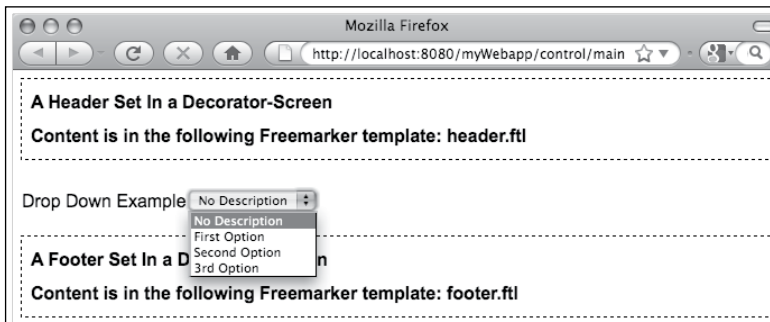 Mozilla Firefox
http://localhost:8080/myWebapp/control/main
A Header Set In a Decorator-Screen
Content is in the following Freemarker template: header.ftl
Drop Down Example No Description
No Description
First Option
Second Option
3rd Option
A Footer Set In a D n
Content is in the following Freemarker template: footer.ftl